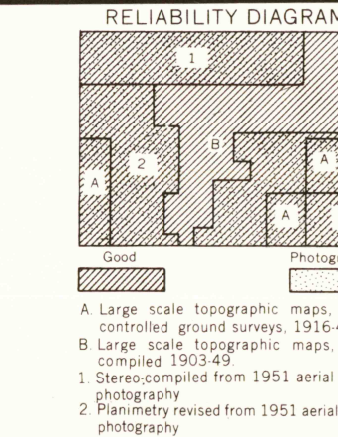 RELIABILITY DIAGRAM
1
B
2
A
A
A
Good
Photog
A. Large scale topographic maps,
controlled ground surveys, 1916-4
B. Large scale topographic maps,
compiled 1903-49.
1. Stereo-compiled from 1951 aerial
photography
2. Planimetry revised from 1951 aerial
photography